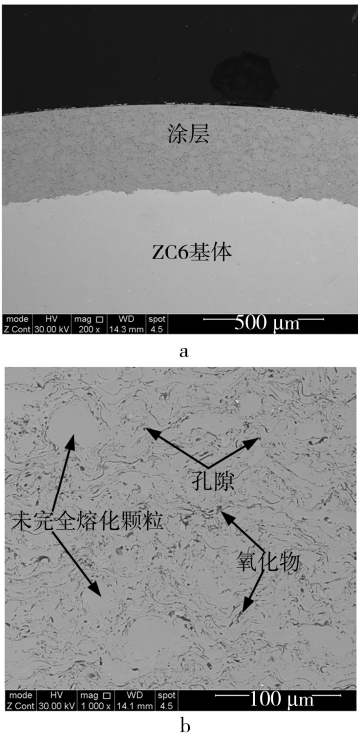 涂层
ZC6基体
mode HV mag □ WD spot
Z Cont 30.00 kV 200 x 14.3 mm 4.5
500 μm
a
孔隙
未完全熔化颗粒
氧化物
mode HV mag □ WD spot
Z Cont 30.00 kV 1 000 x 14.1 mm 4.5
100 μm
b